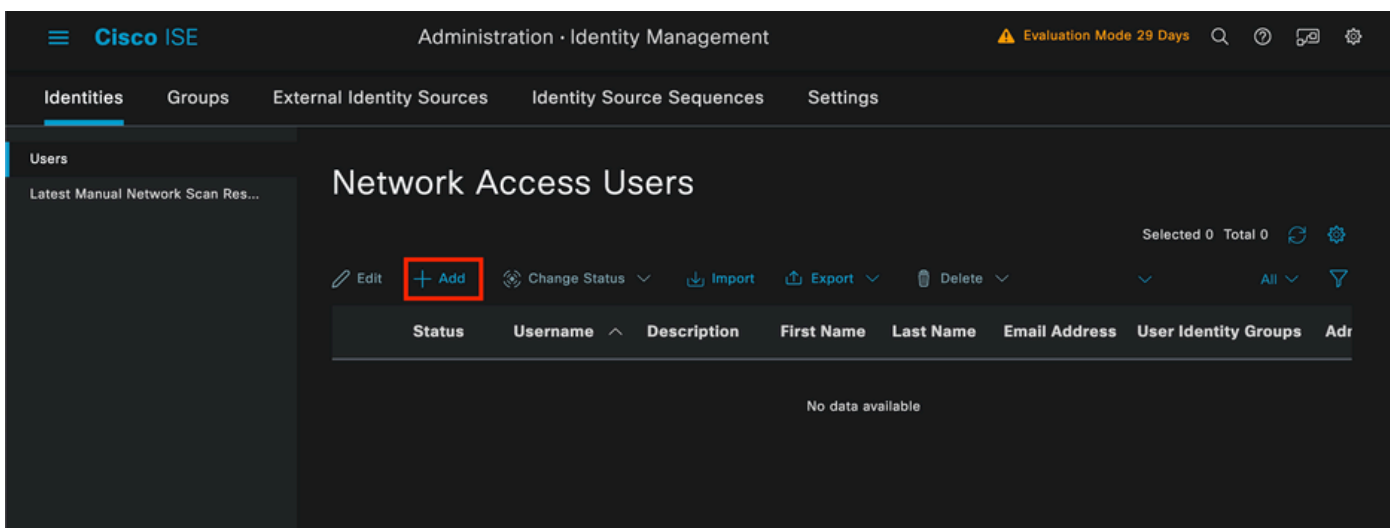 Cisco ISE
Administration · Identity Management
Evaluation Mode 29 Days
Identities Groups External Identity Sources Identity Source Sequences Settings
Users
Latest Manual Network Scan Res...
Network Access Users
Selected 0 Total 0
Edit + Add Change Status Import Export Delete All
Status Username Description First Name Last Name Email Address User Identity Groups Adr
No data available